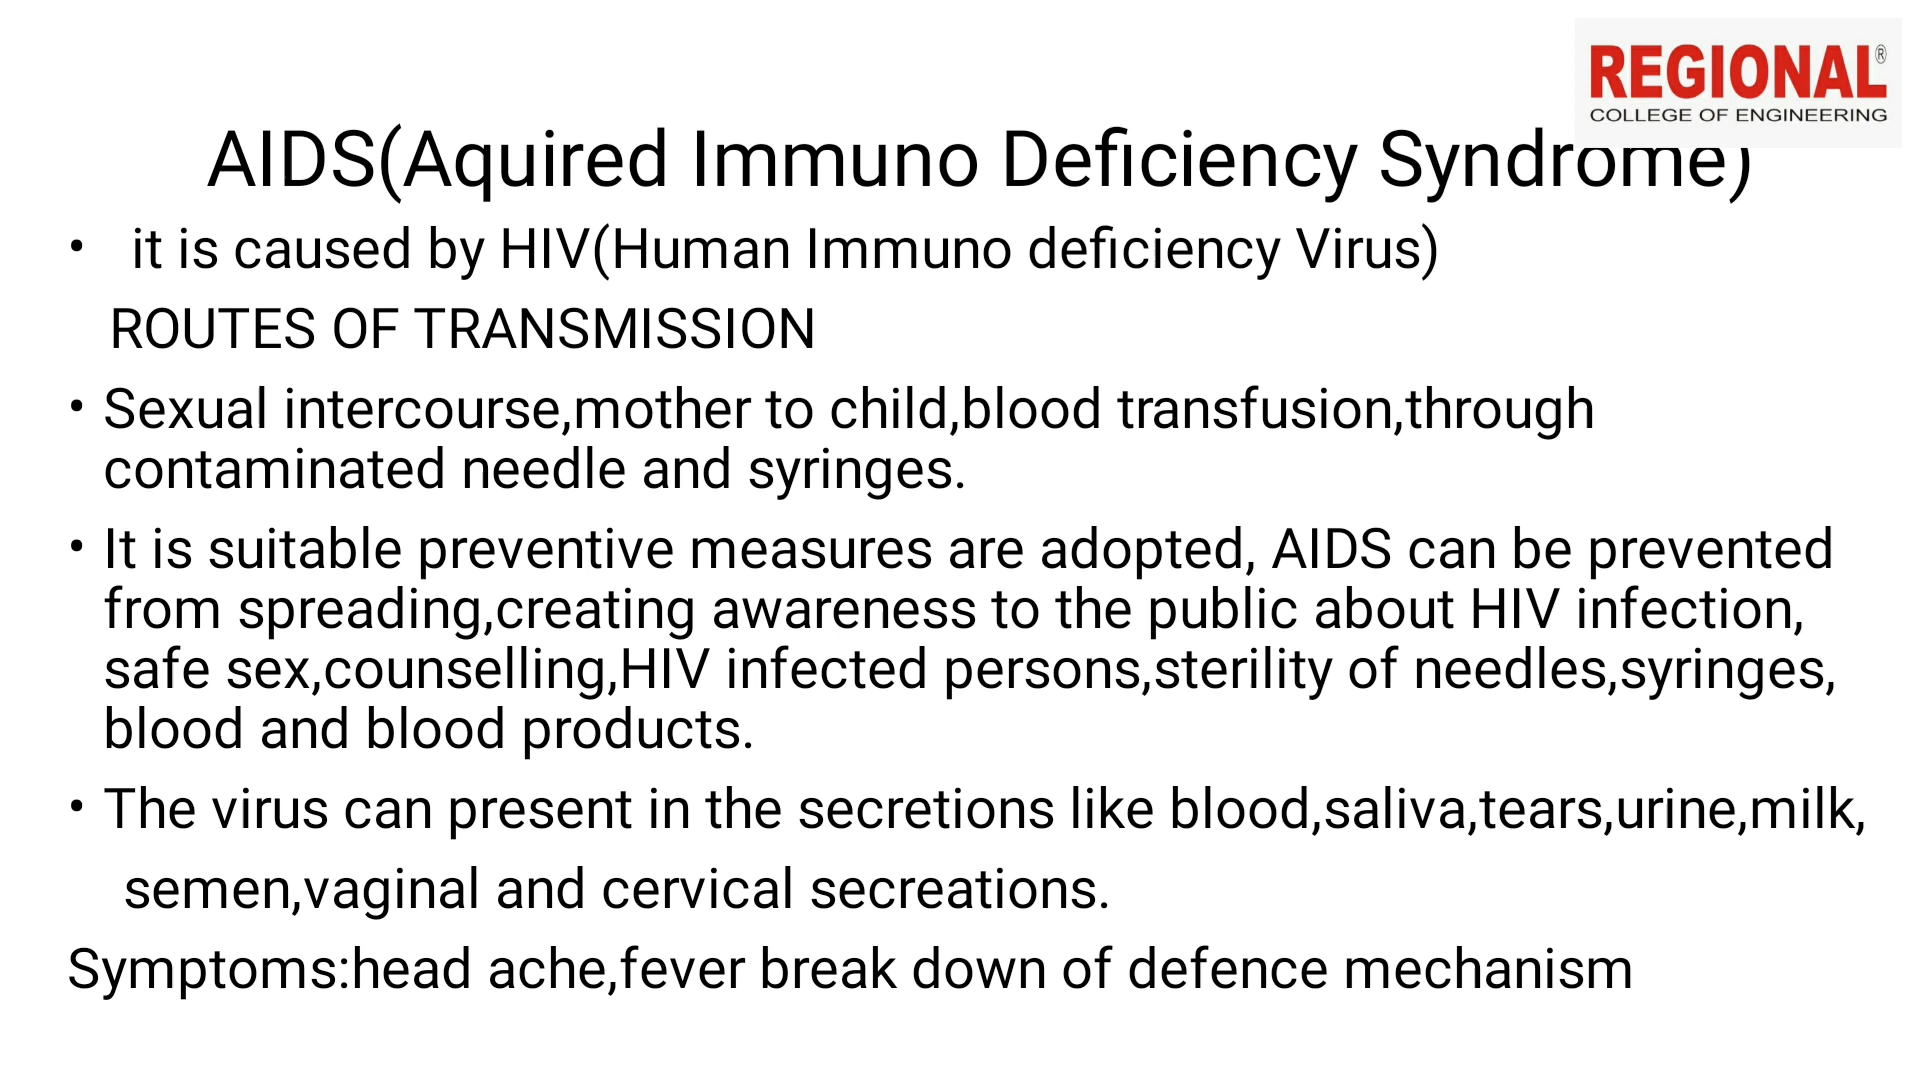 REGIONAL®
COLLEGE OF ENGINEERING
AIDS(Aquired Immuno Deficiency Syndrome)
• it is caused by HIV(Human Immuno deficiency Virus)
ROUTES OF TRANSMISSION
• Sexual intercourse,mother to child,blood transfusion,through
contaminated needle and syringes.
• It is suitable preventive measures are adopted, AIDS can be prevented
from spreading,creating awareness to the public about HIV infection,
safe sex,counselling,HIV infected persons,sterility of needles,syringes,
blood and blood products.
• The virus can present in the secretions like blood,saliva,tears,urine,milk,
semen,vaginal and cervical secreations.
Symptoms:head ache,fever break down of defence mechanism